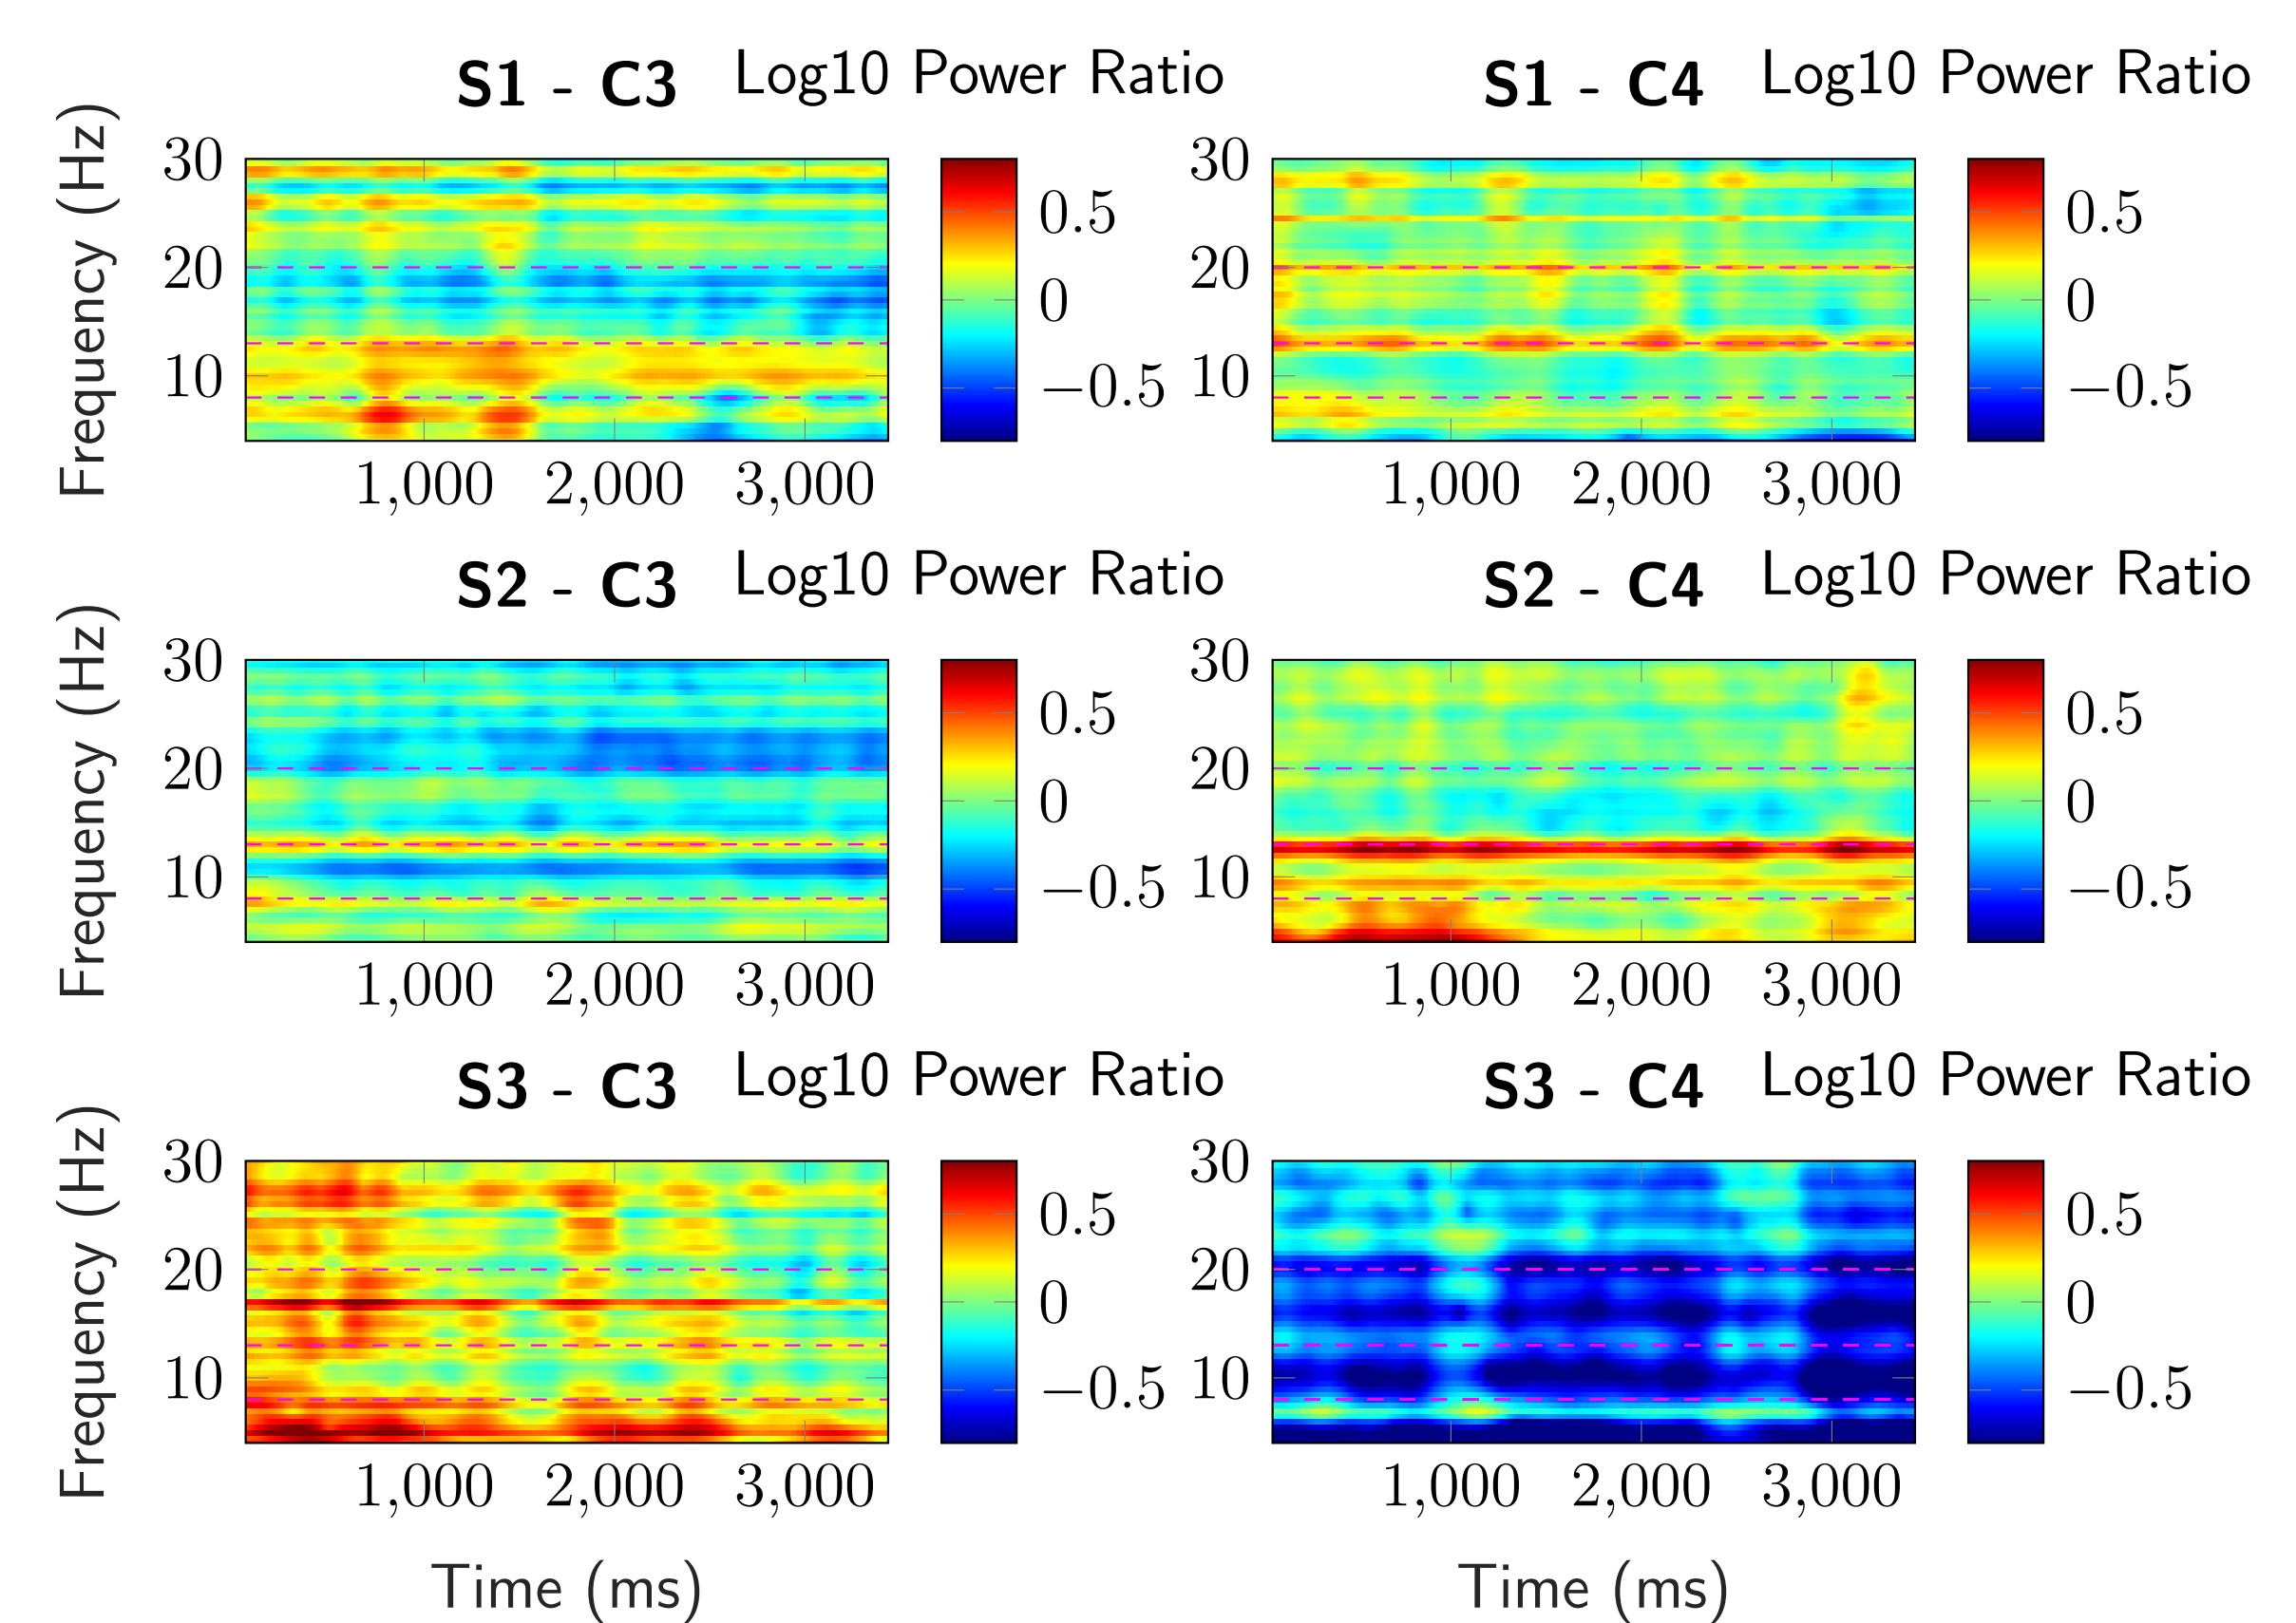 S1 - C3 Log10 Power Ratio
Frequency (Hz)
30
20
10
1,000 2,000 3,000
0.5
0
−0.5
S1 - C4 Log10 Power Ratio
30
20
10
1,000 2,000 3,000
0.5
0
−0.5
S2 - C3 Log10 Power Ratio
Frequency (Hz)
30
20
10
1,000 2,000 3,000
0.5
0
−0.5
S2 - C4 Log10 Power Ratio
30
20
10
1,000 2,000 3,000
0.5
0
−0.5
S3 - C3 Log10 Power Ratio
Frequency (Hz)
30
20
10
1,000 2,000 3,000
Time (ms)
0.5
0
−0.5
S3 - C4 Log10 Power Ratio
30
20
10
1,000 2,000 3,000
Time (ms)
0.5
0
−0.5